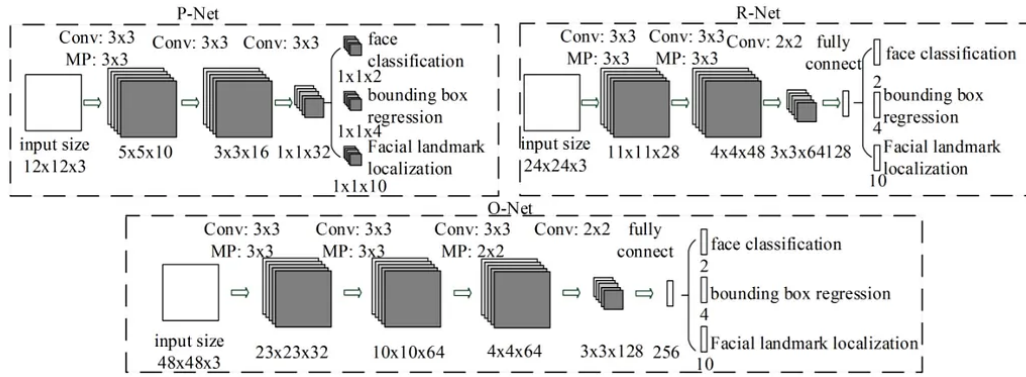 P-Net
Conv: 3x3 Conv: 3x3 Conv: 3x3
MP: 3x3
face
classification
1x1x2
bounding box
regression
1x1x4
Facial landmark
localization
1x1x10
input size
12x12x3
5x5x10
3x3x16
1x1x32
R-Net
Conv: 3x3 Conv: 3x3 Conv: 2x2 fully
MP: 3x3 MP: 3x3 connect
face classification
2
bounding box
regression
4
Facial landmark
localization
10
input size
24x24x3
11x11x28
4x4x48
3x3x64
128
O-Net
Conv: 3x3 Conv: 3x3 Conv: 3x3 Conv: 2x2 fully
MP: 3x3 MP: 3x3 MP: 2x2 connect
face classification
2
bounding box regression
4
Facial landmark localization
10
input size
48x48x3
23x23x32
10x10x64
4x4x64
3x3x128
256